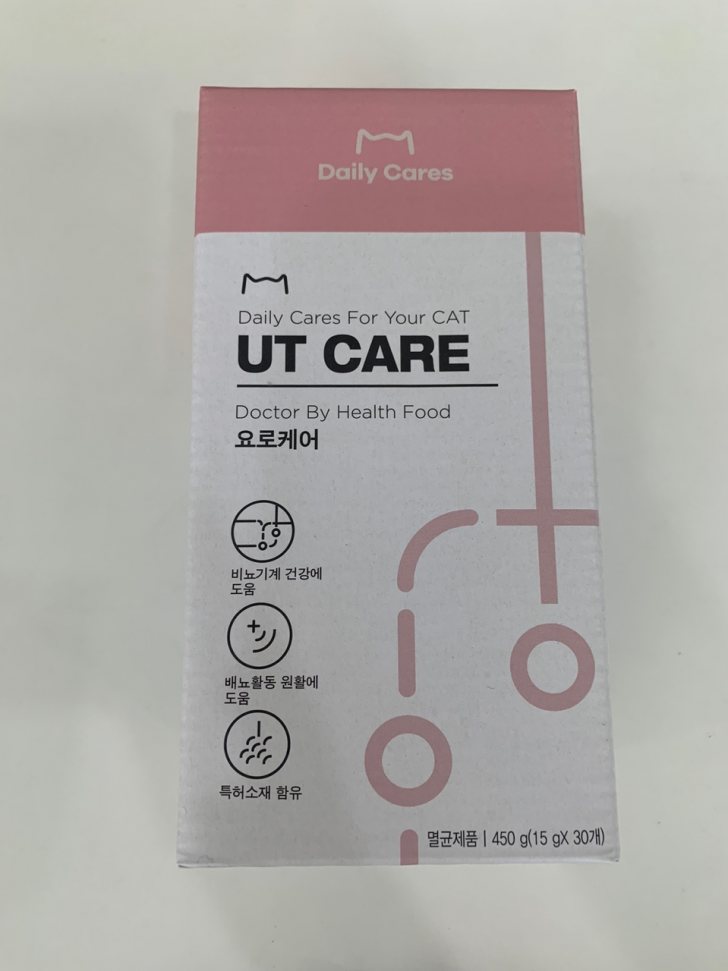 Daily Cares
Daily Cares For Your CAT
UT CARE
Doctor By Health Food
요로케어
비뇨기계 건강에
도움
배뇨활동 원활에
도움
특허소재 함유
멸균제품 | 450 g(15 gX 30개)